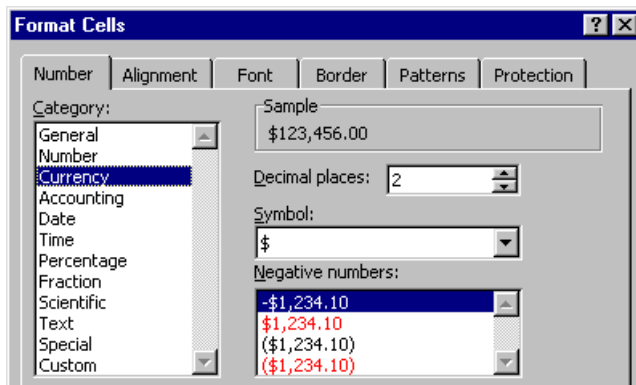 Format Cells
Number Alignment Font Border Patterns Protection
Category:
General
Number
Currency
Accounting
Date
Time
Percentage
Fraction
Scientific
Text
Special
Custom
Sample
$123,456.00
Decimal places: 2
Symbol:
$
Negative numbers:
-$1,234.10
$1,234.10
($1,234.10)
($1,234.10)